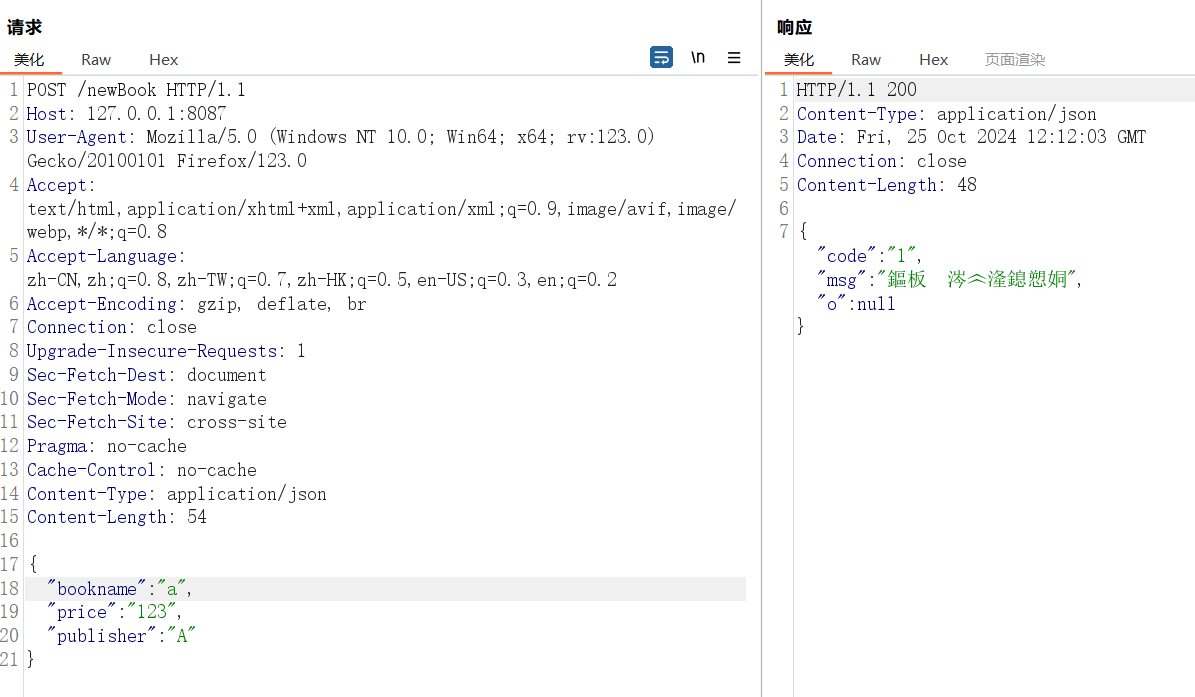 请求
美化 Raw Hex \n
1 POST /newBook HTTP/1.1
2 Host: 127.0.0.1:8087
3 User-Agent: Mozilla/5.0 (Windows NT 10.0; Win64; x64; rv:123.0)
Gecko/20100101 Firefox/123.0
4 Accept:
text/html,application/xhtml+xml,application/xml;q=0.9,image/avif,image/
webp,*/*;q=0.8
5 Accept-Language:
zh-CN,zh;q=0.8,zh-TW;q=0.7,zh-HK;q=0.5,en-US;q=0.3,en;q=0.2
6 Accept-Encoding: gzip, deflate, br
7 Connection: close
8 Upgrade-Insecure-Requests: 1
9 Sec-Fetch-Dest: document
10 Sec-Fetch-Mode: navigate
11 Sec-Fetch-Site: cross-site
12 Pragma: no-cache
13 Cache-Control: no-cache
14 Content-Type: application/json
15 Content-Length: 54
16
17 {
18 "bookname":"a",
19 "price":"123",
20 "publisher":"A"
21 }
响应
美化 Raw Hex 页面渲染
1 HTTP/1.1 200
2 Content-Type: application/json
3 Date: Fri, 25 Oct 2024 12:12:03 GMT
4 Connection: close
5 Content-Length: 48
6
7 {
"code":"1",
"msg":"鏂板 涔︽湰鎴愬姛",
"o":null
}